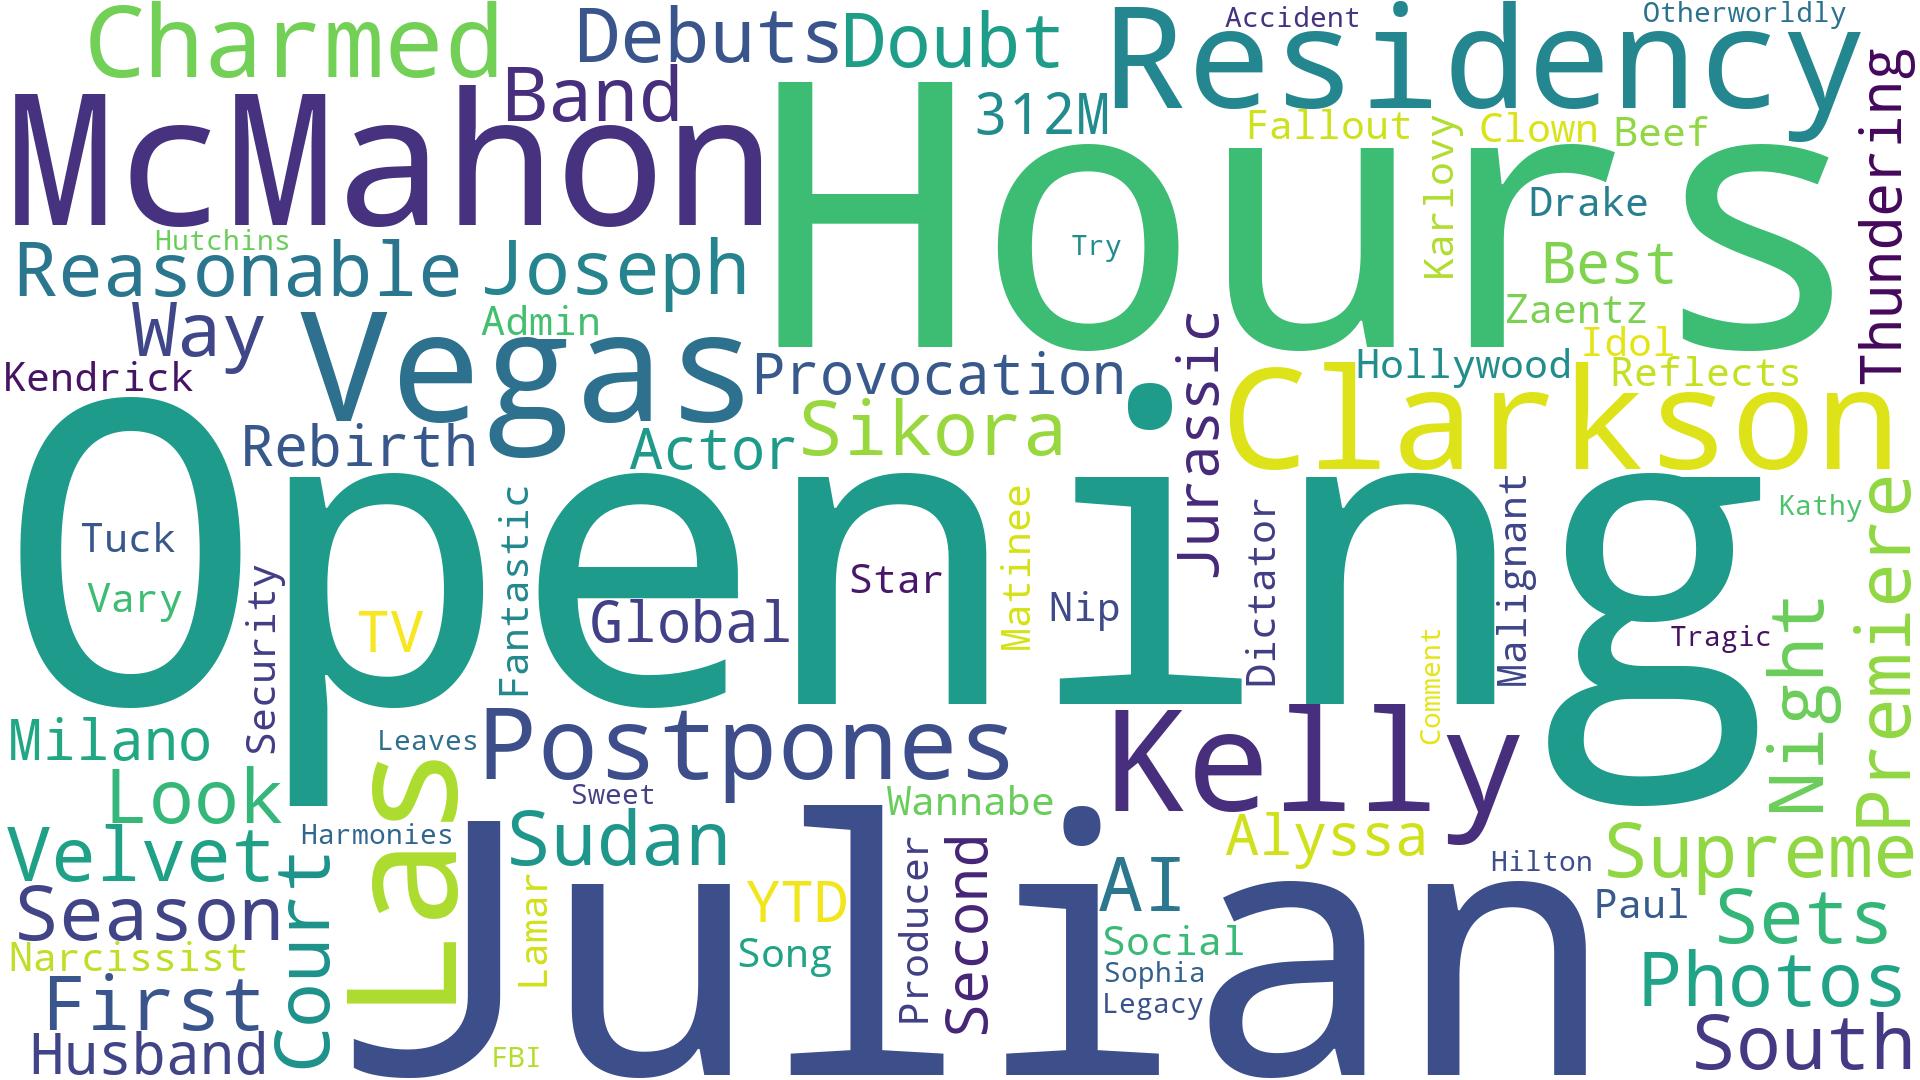 Charmed
Debuts
Doubt
Residency
Accident
Otherworldly
McMahon
Band
Hours
312M
Fallout
Clown
Beef
Karlovy
Thundering
Drake
Try
Hutchins
Reasonable
Joseph
Best
Zaentz
Way
Vegas
Admin
Provocation
Jurassic
Hollywood
Idol
Reflects
Kendrick
Clarkson
Opening
Rebirth
Actor
Sikora
Tuck
Vary
Security
TV
Fantastic
Global
Star
Matinee
Nip
Dictator
Malignant
Comment
Kathy
Tragic
Night
Premiere
Milano
Leaves
Postpones
Kelly
Look
Las
Sweet
Wannabe
Harmonies
Sudan
Alyssa
Supreme
Velvet
Court
Season
Julian
Lamar
YTD
Song
Producer
Second
AI
Hilton
Paul
Sets
Social
Sophia
Legacy
Narcissist
First
Photos
Husband
FBI
South